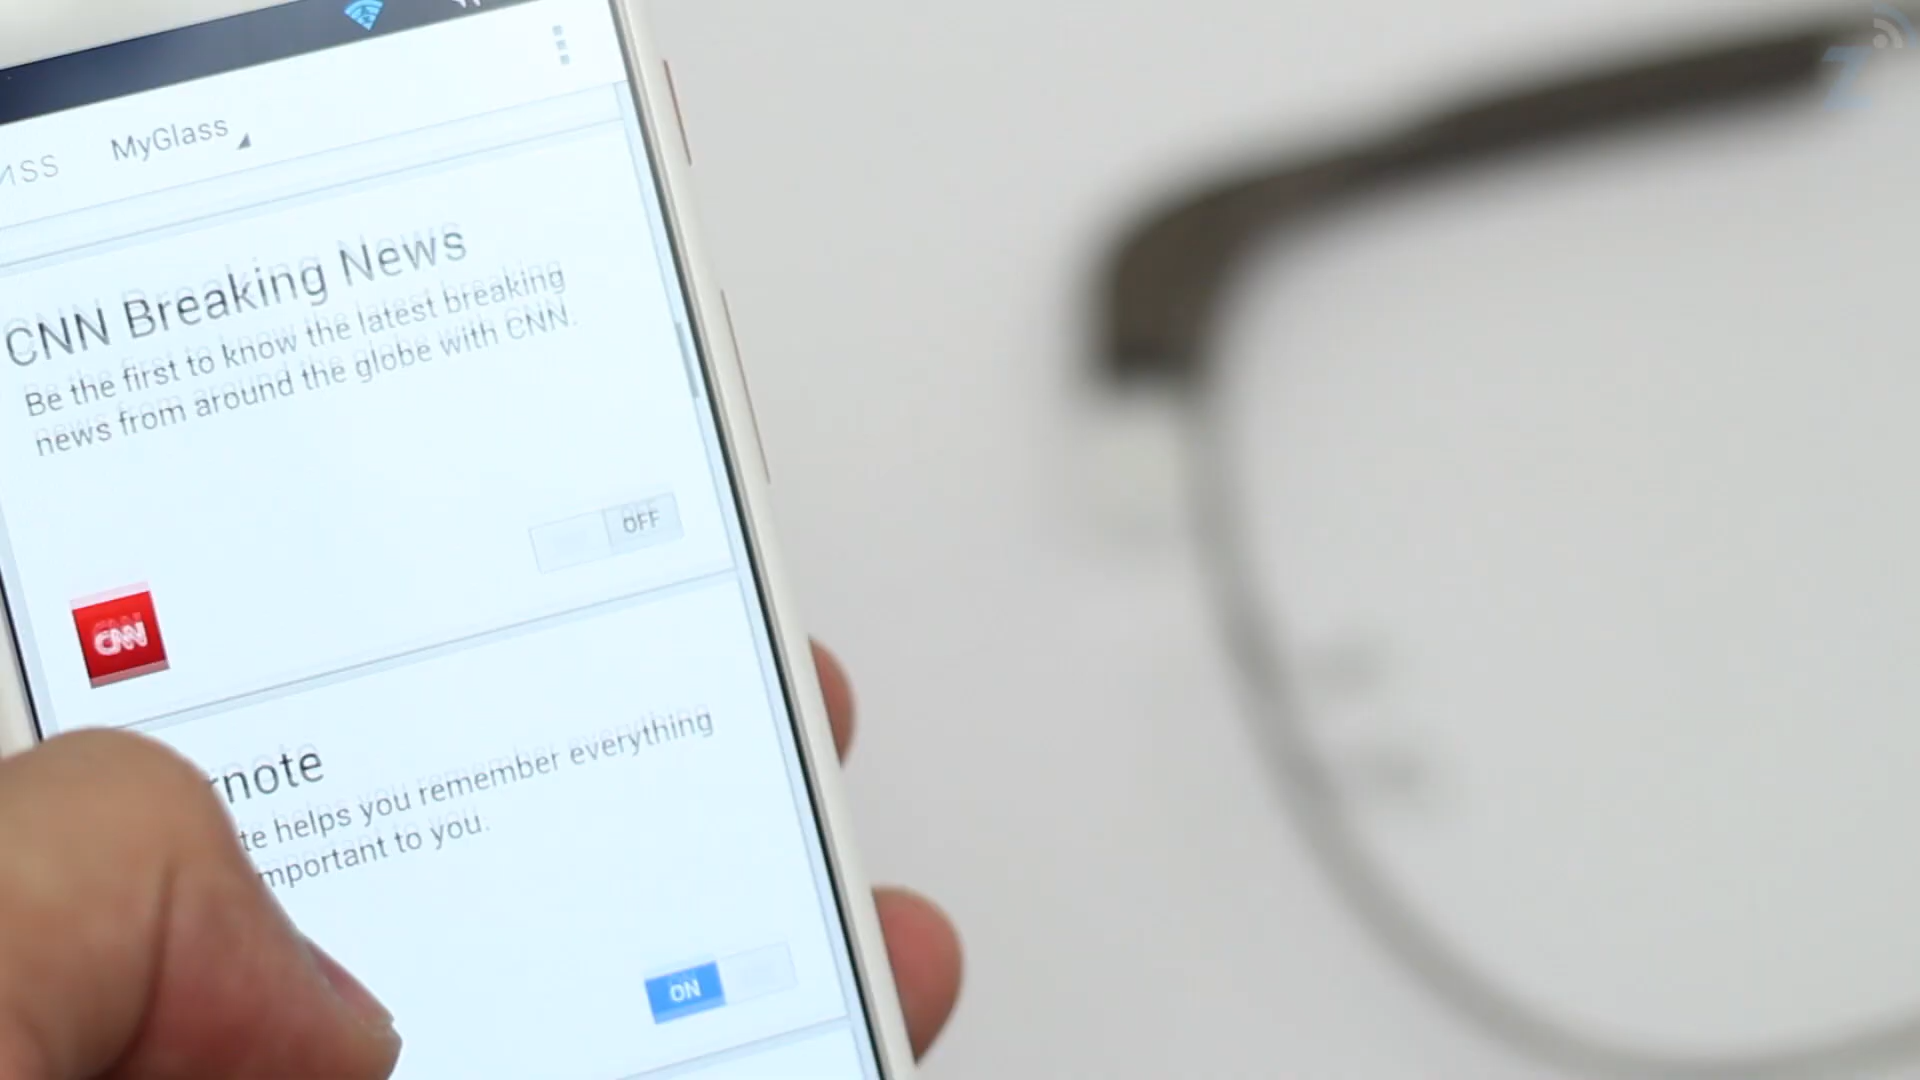 MyGlass
CNN Breaking News
Be the first to know the latest breaking
news from around the globe with CNN.
OFF
CNN
rnote
te helps you remember everything
mportant to you.
ON
Z